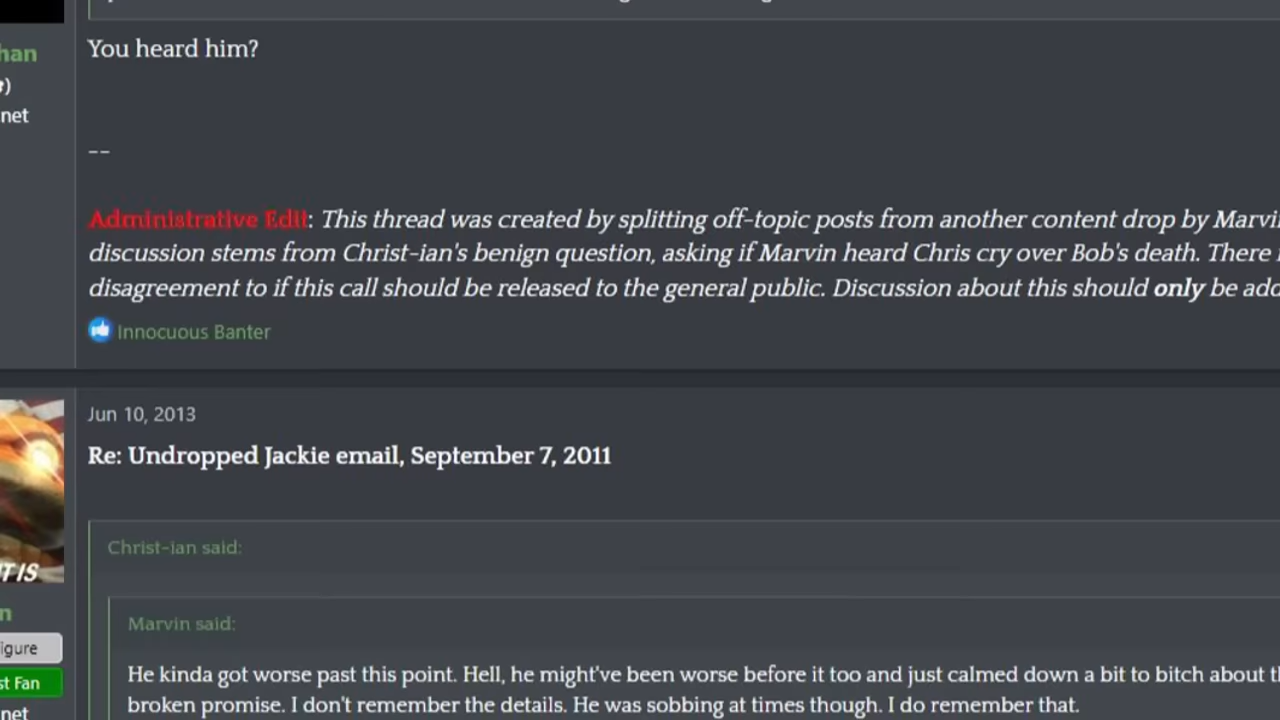 han
You heard him?
net
--
Administrative Edit: This thread was created by splitting off-topic posts from another content drop by
discussion stems from Christ-ian's benign question, asking if Marvin heard Chris cry over Bob's death. There
disagreement to if this call should be released to the general public. Discussion about this should only be
Innocuous Banter
Jun 10, 2013
Re: Undropped Jackie email, September 7, 2011
Christ-ian said:
T IS
n
Marvin said:
igure
He kinda got worse past this point. Hell, he might've been worse before it too and just calmed down a bit to bitch about
st Fan
broken promise. I don't remember the details. He was sobbing at times though. I do remember that.
net